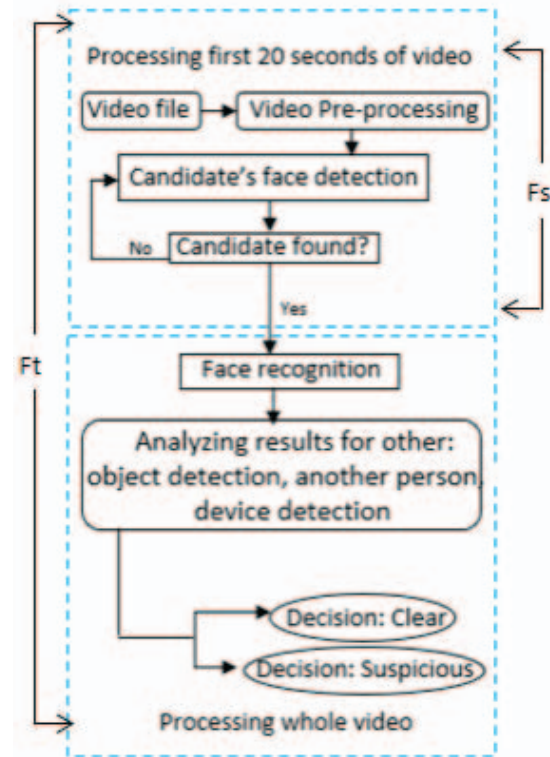 Processing first 20 seconds of video
Video file
Video Pre-processing
Candidate's face detection
Fs
No
Candidate found?
Yes
Ft
Face recognition
Analyzing results for other:
object detection, another person,
device detection
Decision: Clear
Decision: Suspicious
Processing whole video